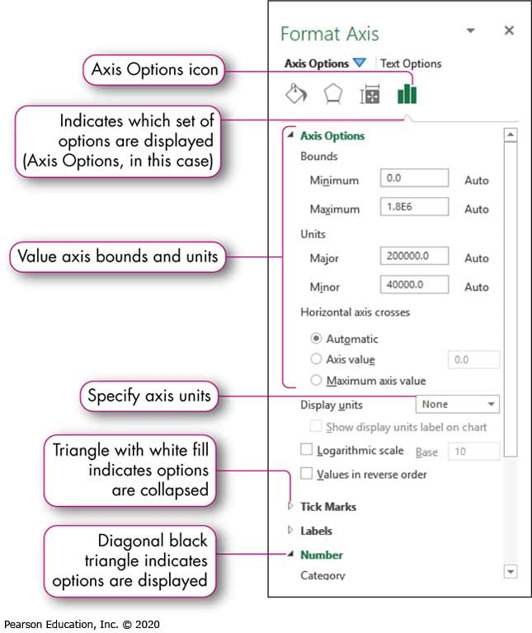 Format Axis
Axis Options Text Options
Axis Options icon
Indicates which set of
options are displayed
(Axis Options, in this case)
Axis Options
Bounds
Minimum 0.0 Auto
Maximum 1.8E6 Auto
Value axis bounds and units
Units
Major 200000.0 Auto
Minor 40000.0 Auto
Horizontal axis crosses
Automatic
Axis value 0.0
Maximum axis value
Specify axis units
Display units None
Show display units label on chart
Triangle with white fill
indicates options
are collapsed
Logarithmic scale Base 10
Values in reverse order
Tick Marks
Labels
Diagonal black
triangle indicates
options are displayed
Number
Category
Pearson Education, Inc. © 2020